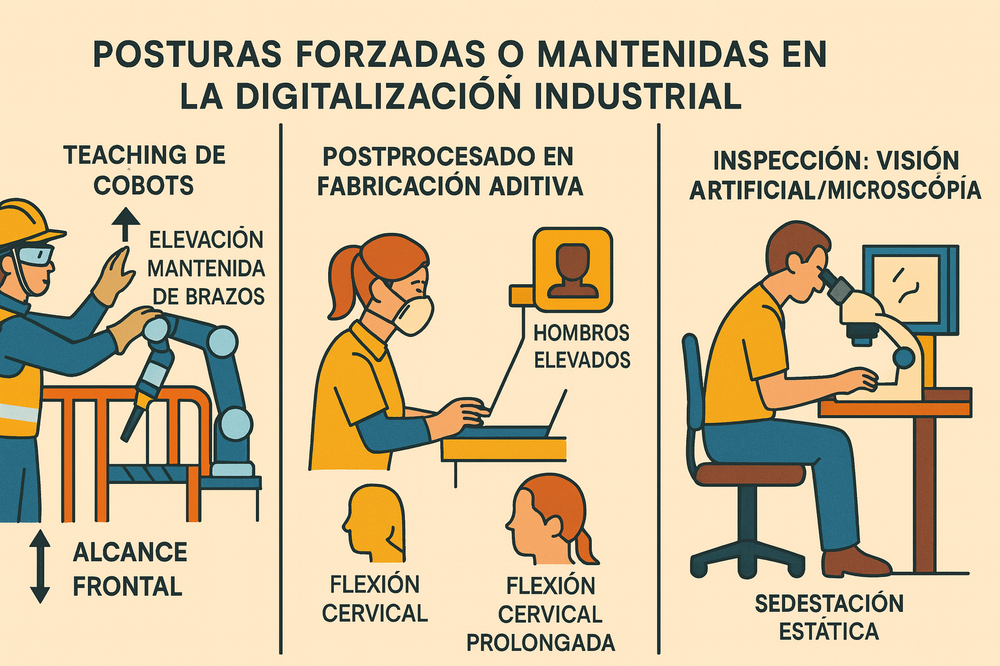 POSTURAS FORZADAS O MANTENIDAS EN
LA DIGITALIZACIÓŃ INDUSTRIAL
TEACHING DE
COBOTS
ELEVACIÓN
MANTENIDA
DE BRAZOS
ALCANCE
FRONTAL
POSTPROCESADO EN
FABRICACIÓN ADITIVA
HOMBROS
ELEVADOS
FLEXIÓN
CERVICAL
FLEXIÓN
CERVICAL
PROLONGADA
INSPECCIÓN: VISIÓN
ARTIFICIAL/MICROSCÓPÍA
SEDESTACIÓN
ESTÁTICA